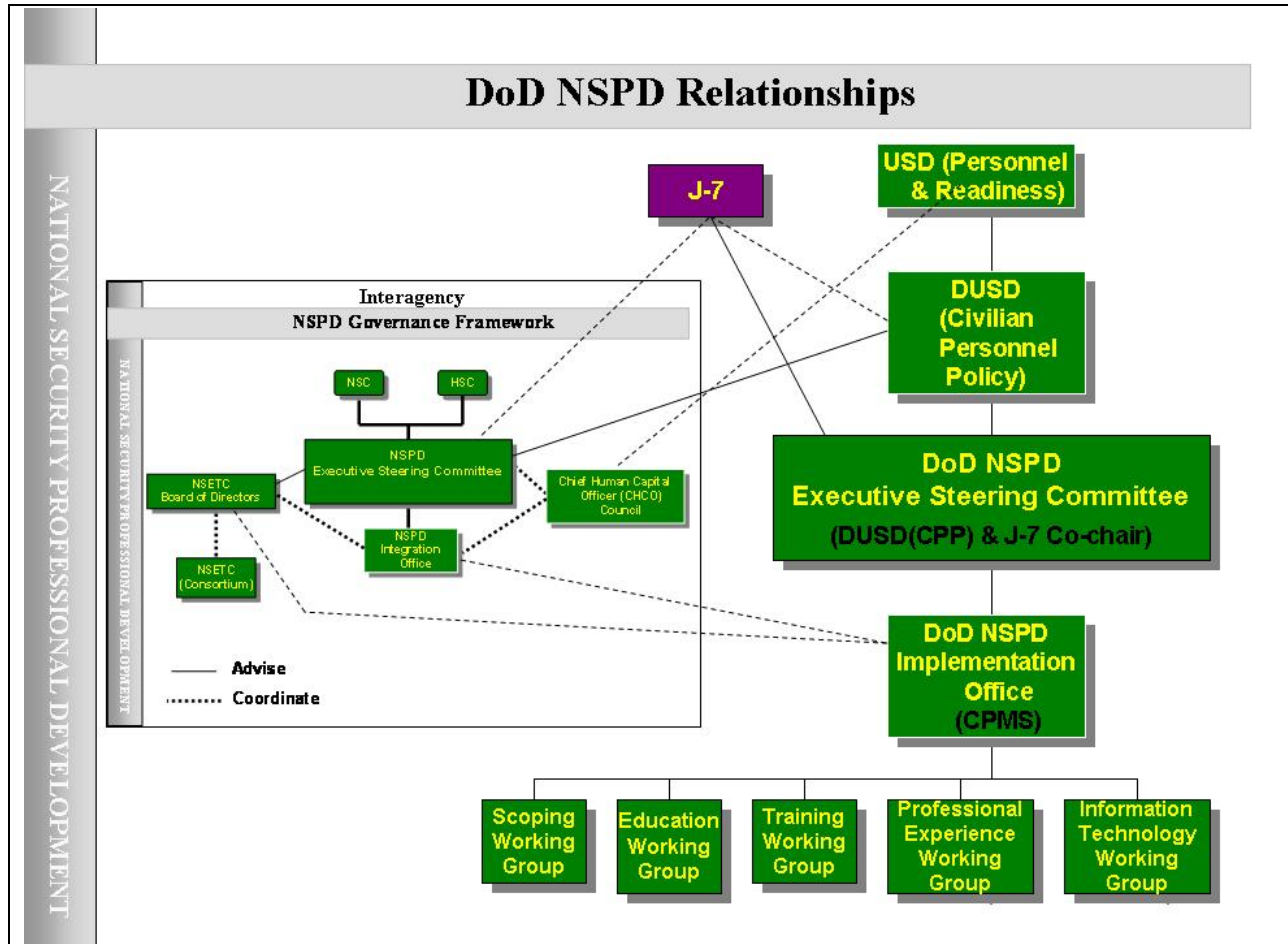 DoD NSPD Relationships
NATIONAL SECURITY PROFESSIONAL DEVELOPMENT
J-7
USD (Personnel
& Readiness)
DUSD
(Civilian
Personnel
Policy)
Interagency
NSPD Governance Framework
NATIONAL SECURITY PROFESSIONAL DEVELOPMENT
NSC
HSC
NSPD
Executive Steering Committee
NSETC
Board of Directors
Chief Human Capital
Officer (CHCO)
Council
NSPD
Integration
Office
NSETC
(Consortium)
Advise
Coordinate
DoD NSPD
Executive Steering Committee
(DUSD(CPP) & J-7 Co-chair)
DoD NSPD
Implementation
Office
(CPMS)
Scoping
Working
Group
Education
Working
Group
Training
Working
Group
Professional
Experience
Working
Group
Information
Technology
Working
Group